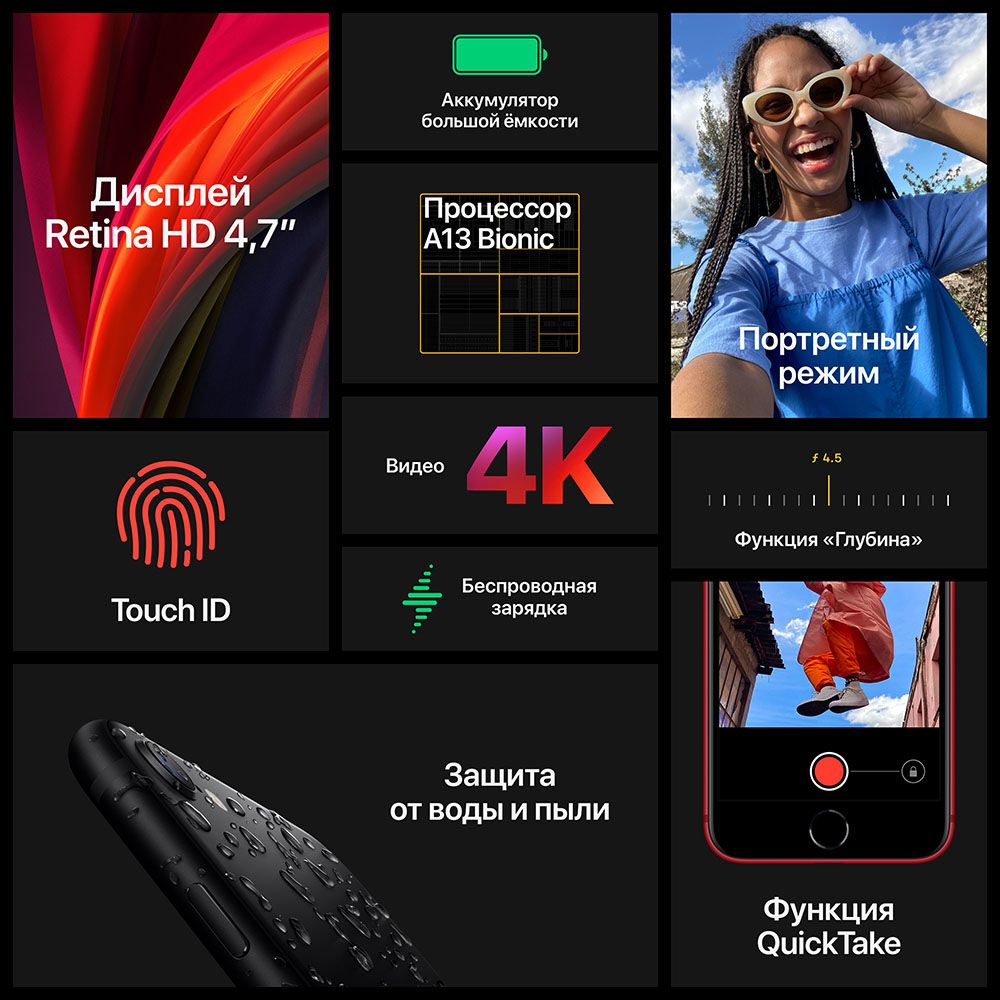 Дисплей
Retina HD 4,7″
Аккумулятор
большой ёмкости
Процессор
A13 Bionic
Портретный
режим
Видео 4K
Touch ID
Беспроводная
зарядка
ƒ 4.5
Функция «Глубина»
Защита
от воды и пыли
Функция
QuickTake